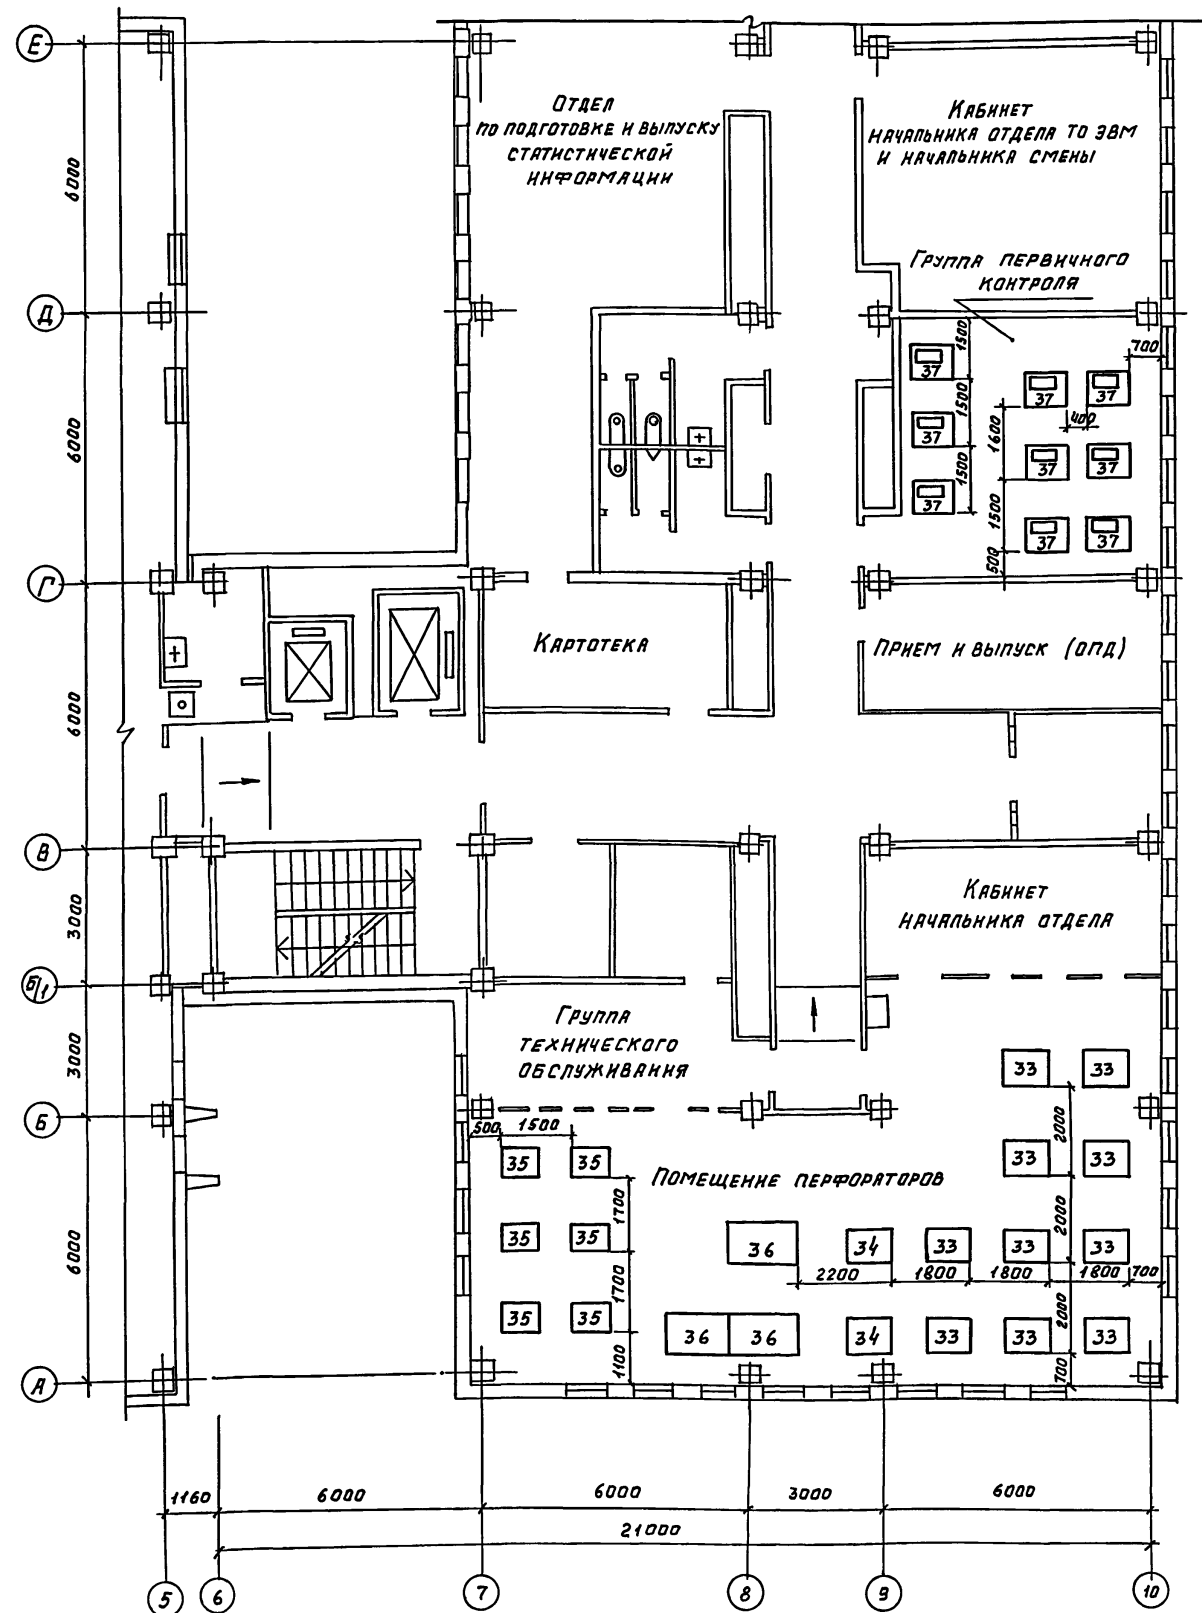 Е
ОТДЕЛ
ПО ПОДГОТОВКЕ И ВЫПУСКУ
СТАТИСТИЧЕСКОЙ
ИНФОРМАЦИИ
КАБИНЕТ
НАЧАЛЬНИКА ОТДЕЛА ТО ЭВМ
И НАЧАЛЬНИКА СМЕНЫ
6000
ГРУППА ПЕРВИЧНОГО
КОНТРОЛЯ
Д
1500
700
37
37 37
400
1500
1600
6000
37
37 37
1500
37
1500
37 37
500
Г
КАРТОТЕКА
ПРИЕМ И ВЫПУСК (ОПД)
6000
В
КАБИНЕТ
НАЧАЛЬНИКА ОТДЕЛА
3000
Б/1
ГРУППА
ТЕХНИЧЕСКОГО
ОБСЛУЖИВАНИЯ
3000
33 33
Б
500 1500
2000
35 35
33 33
ПОМЕЩЕНИЕ ПЕРФОРАТОРОВ
1700
2000
35 35
36 34 33 33 33
6000
2200 1800 1800 1800 700
1700
2000
35 35
36 36 34 33 33 33
1100
700
А
1160 6000 6000 3000 6000
21000
5 6 7 8 9 10